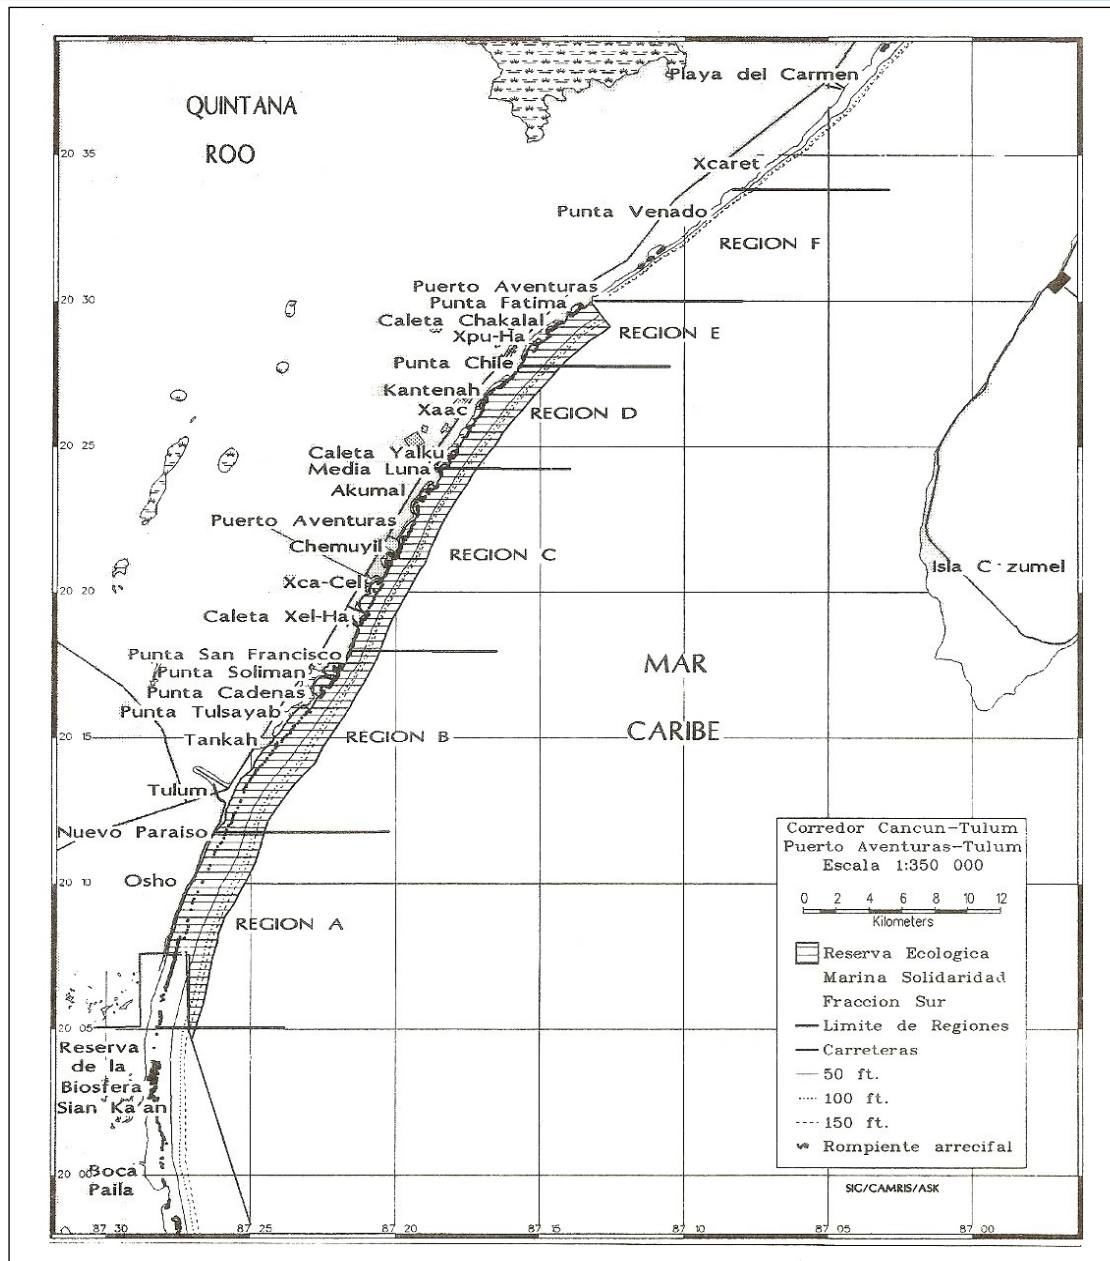 Playa del Carmen
QUINTANA
ROO
20 35
Xcaret
Punta Venado
REGION F
Puerto Aventuras
20 30
Punta Fatima
Caleta Chakalal
REGION E
Xpu-Ha
Punta Chile
Kantenah
Xaac
REGION D
20 25
Caleta Yalku
Media Luna
Akumal
Puerto Aventuras
Chemuyil
REGION C
Isla C zumel
Xca-Cel
20 20
Caleta Xel-Ha
Punta San Francisco
MAR
Punta Soliman
Punta Cadenas
Punta Tulsayab
CARIBE
20 15
Tankah
REGION B
Tulum
Nuevo Paraiso
Osho
20 10
REGION A
20 05
Reserva
de la
Biosfera
Sian Ka'an
Boca
Paila
20 00
87 30
87 25
87 20
87 15
87 10
87 05
87 00
Corredor Cancun-Tulum
Puerto Aventuras-Tulum
Escala 1:350 000
0 2 4 6 8 10 12
Kilometers
Reserva Ecologica
Marina Solidaridad
Fraccion Sur
Limite de Regiones
Carreteras
50 ft.
100 ft.
150 ft.
Rompiente arrecifal
SIG/CAMRIS/ASK